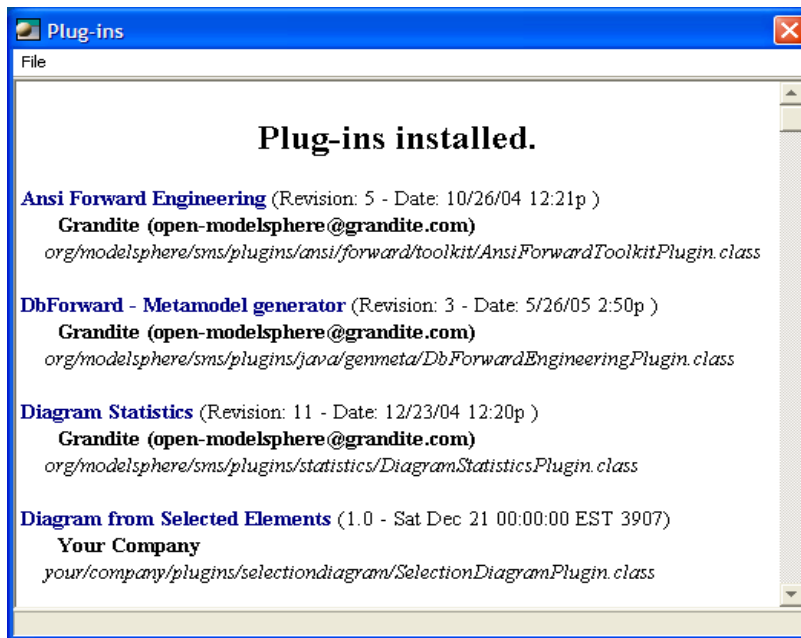 Plug-ins
File
Plug-ins installed.
Ansi Forward Engineering (Revision: 5 - Date: 10/26/04 12:21p )
Grandite (open-modelsphere@grandite.com)
org/modelsphere/sms/plugins/ansi/forward/toolkit/AnsiForwardToolkitPlugin.class
DbForward - Metamodel generator (Revision: 3 - Date: 5/26/05 2:50p )
Grandite (open-modelsphere@grandite.com)
org/modelsphere/sms/plugins/java/genmeta/DbForwardEngineeringPlugin.class
Diagram Statistics (Revision: 11 - Date: 12/23/04 12:20p )
Grandite (open-modelsphere@grandite.com)
org/modelsphere/sms/plugins/statistics/DiagramStatisticsPlugin.class
Diagram from Selected Elements (1.0 - Sat Dec 21 00:00:00 EST 3907)
Your Company
your/company/plugins/selectiondiagram/SelectionDiagramPlugin.class